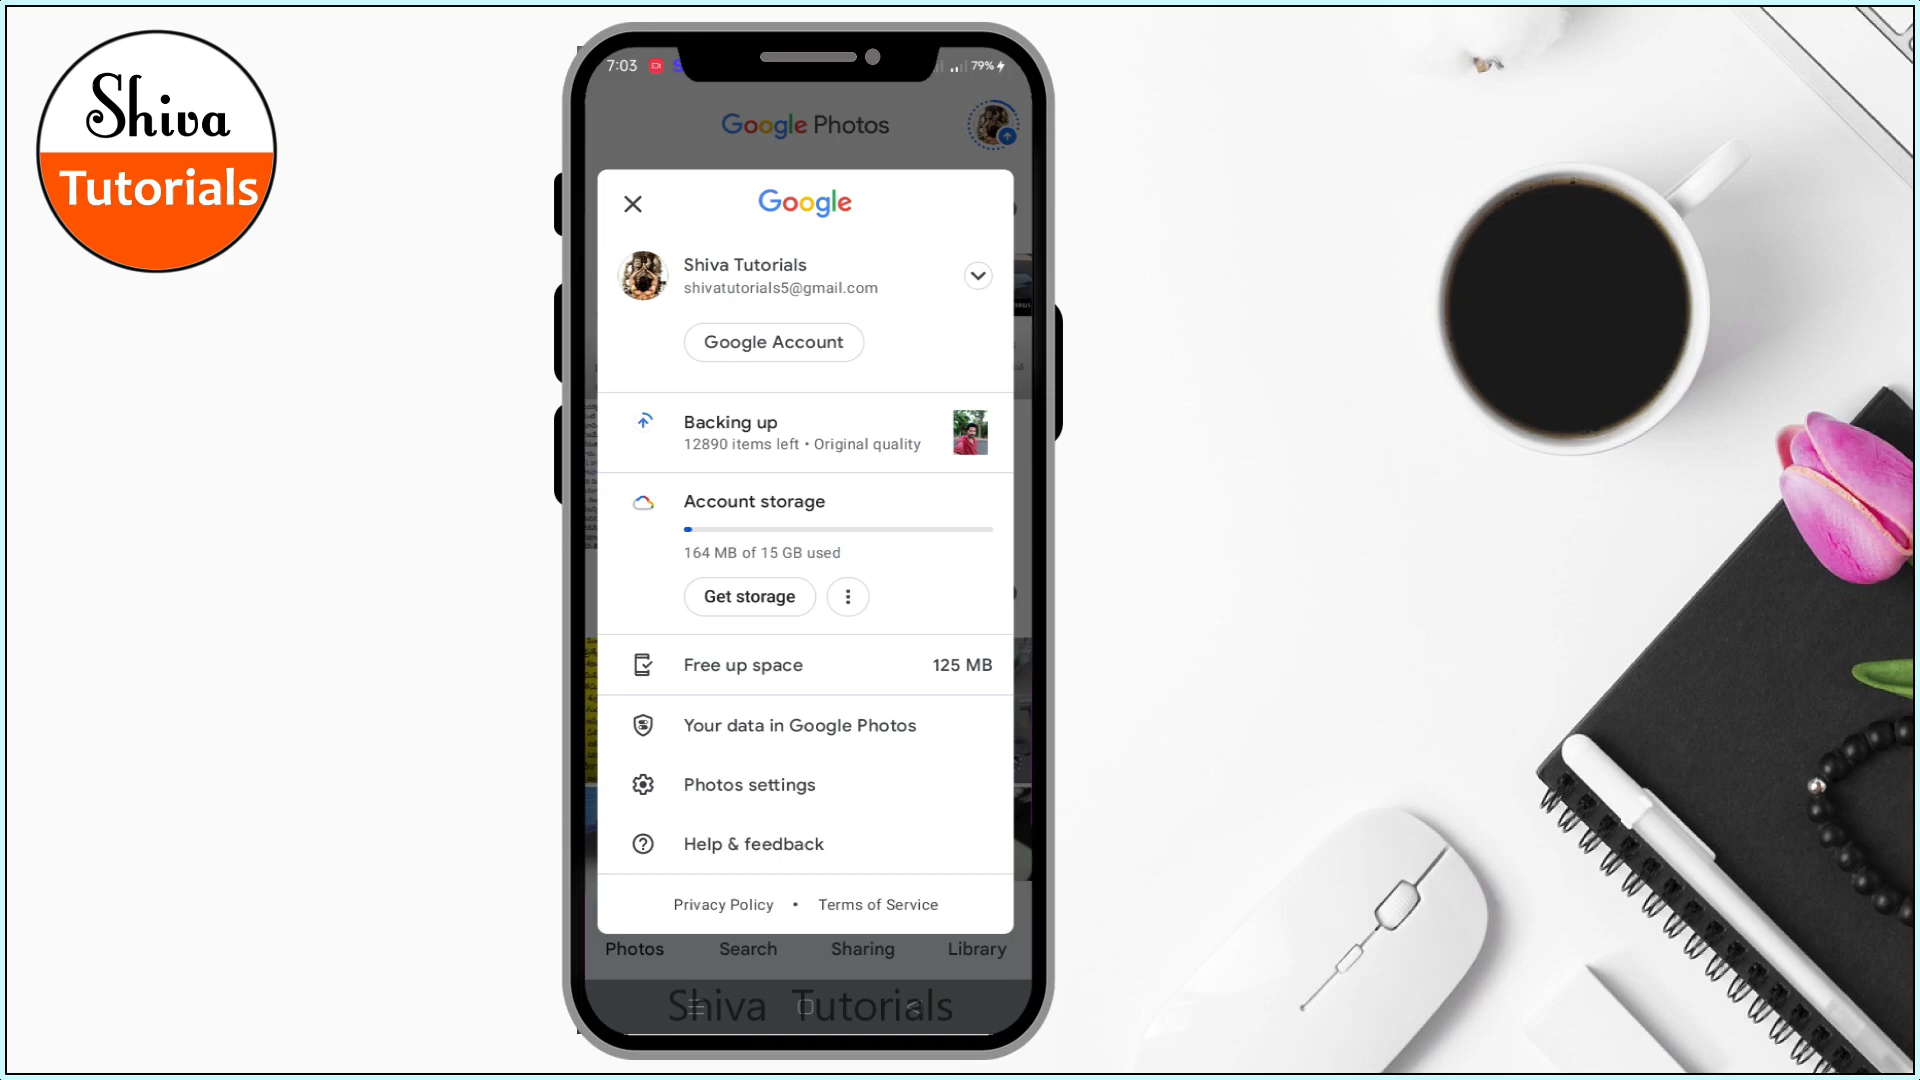 Shiva
Tutorials
7:03
79%
Google Photos
Google
Shiva Tutorials
shivatutorials5@gmail.com
Google Account
Backing up
12890 items left • Original quality
Account storage
164 MB of 15 GB used
Get storage
Free up space 125 MB
Your data in Google Photos
Photos settings
Help & feedback
Privacy Policy • Terms of Service
Photos Search Sharing Library
Shiva Tutorials